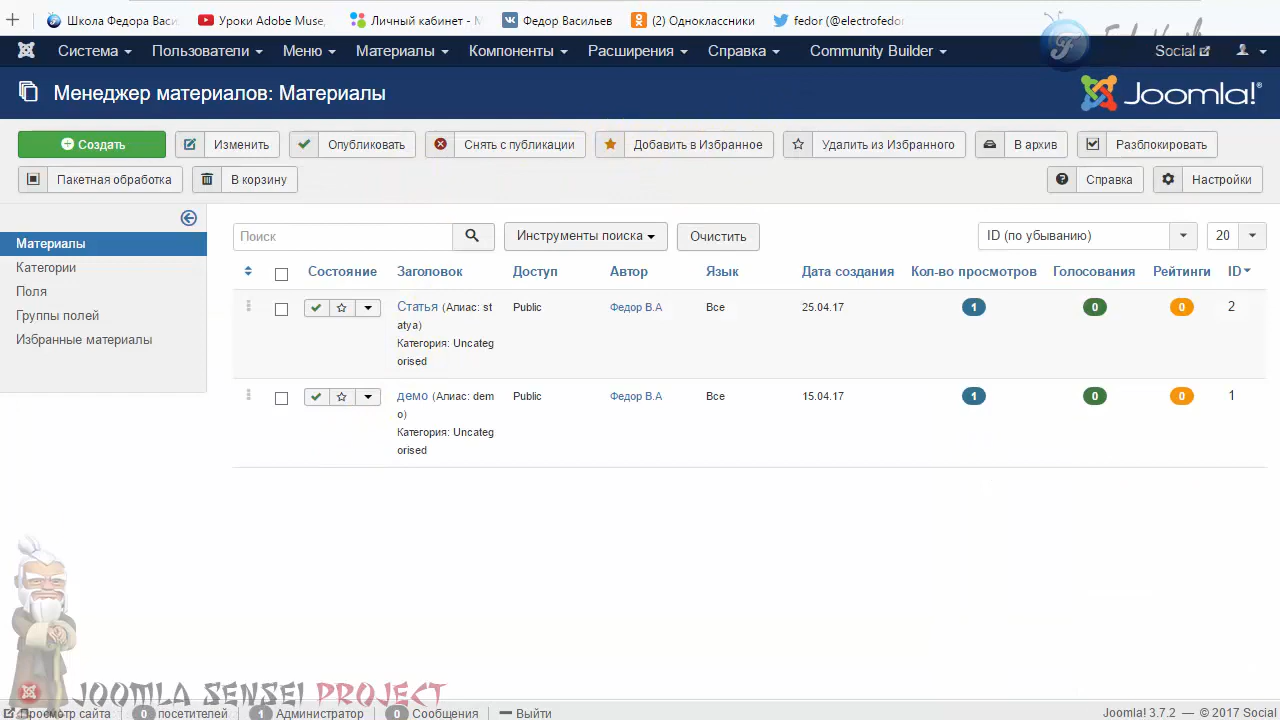 Школа Федора Васи
Уроки Adobe Muse,
Личный кабинет - М
Федор Васильев
(2) Одноклассники
fedor (@electrofedor
Система Пользователи Меню Материалы Компоненты Расширения Справка Community Builder Social
Менеджер материалов: Материалы
Joomla!®
Создать Изменить Опубликовать Снять с публикации Добавить в Избранное Удалить из Избранного В архив Разблокировать
Пакетная обработка В корзину Справка Настройки
Материалы
Категории
Поля
Группы полей
Избранные материалы
Поиск Инструменты поиска Очистить ID (по убыванию) 20
Состояние Заголовок Доступ Автор Язык Дата создания Кол-во просмотров Голосования Рейтинги ID
Статья (Алиас: st
atya)
Категория: Uncateg
orised
Public Федор В.А Все 25.04.17 1 0 0 2
демо (Алиас: dem
o)
Категория: Uncateg
orised
Public Федор В.А Все 15.04.17 1 0 0 1
JOOMLA SENSEI PROJECT
Просмотр сайта 0 посетителей 1 Администратор 0 Сообщения Выйти
Joomla! 3.7.2 — © 2017 Social